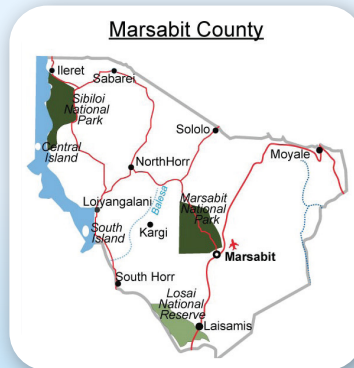 Marsabit County
Ileret
Sabarei
Sibiloi
National
Park
Sololo
Central
Island
NorthHorr
Moyale
Loiyangalani
Balesa
Marsabit
National
Park
South
Island
Kargi
Marsabit
South Horr
Losai
National
Reserve
Laisamis